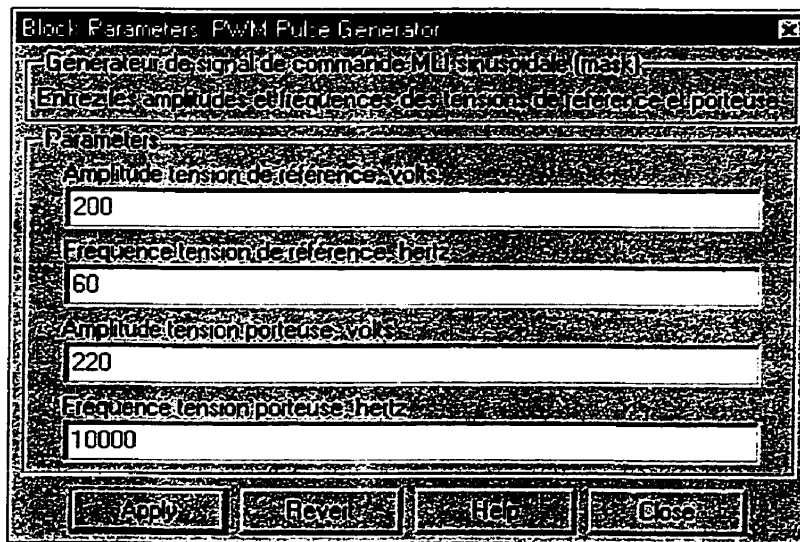 Block Parameters: PWM Pulse Generator
Générateur de signal de commande MLI sinusoïdale (mask)
Entrez les amplitudes et fréquences des tensions de référence et porteuse
Parameters
Amplitude tension de référence, volts
200
Fréquence tension de référence, hertz
60
Amplitude tension porteuse, volts
220
Fréquence tension porteuse, hertz
10000
Apply
Revert
Help
Close